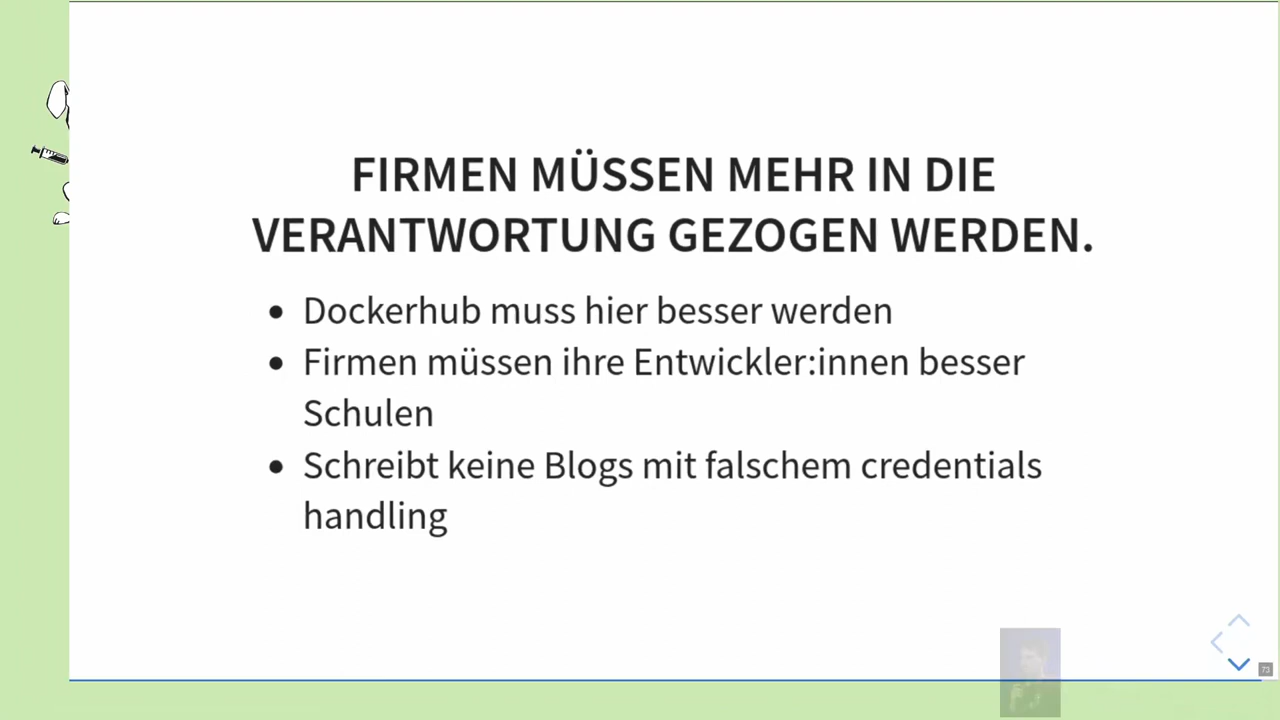 FIRMEN MÜSSEN MEHR IN DIE
VERANTWORTUNG GEZOGEN WERDEN.
• Dockerhub muss hier besser werden
• Firmen müssen ihre Entwickler:innen besser
Schulen
• Schreibt keine Blogs mit falschem credentials
handling
73